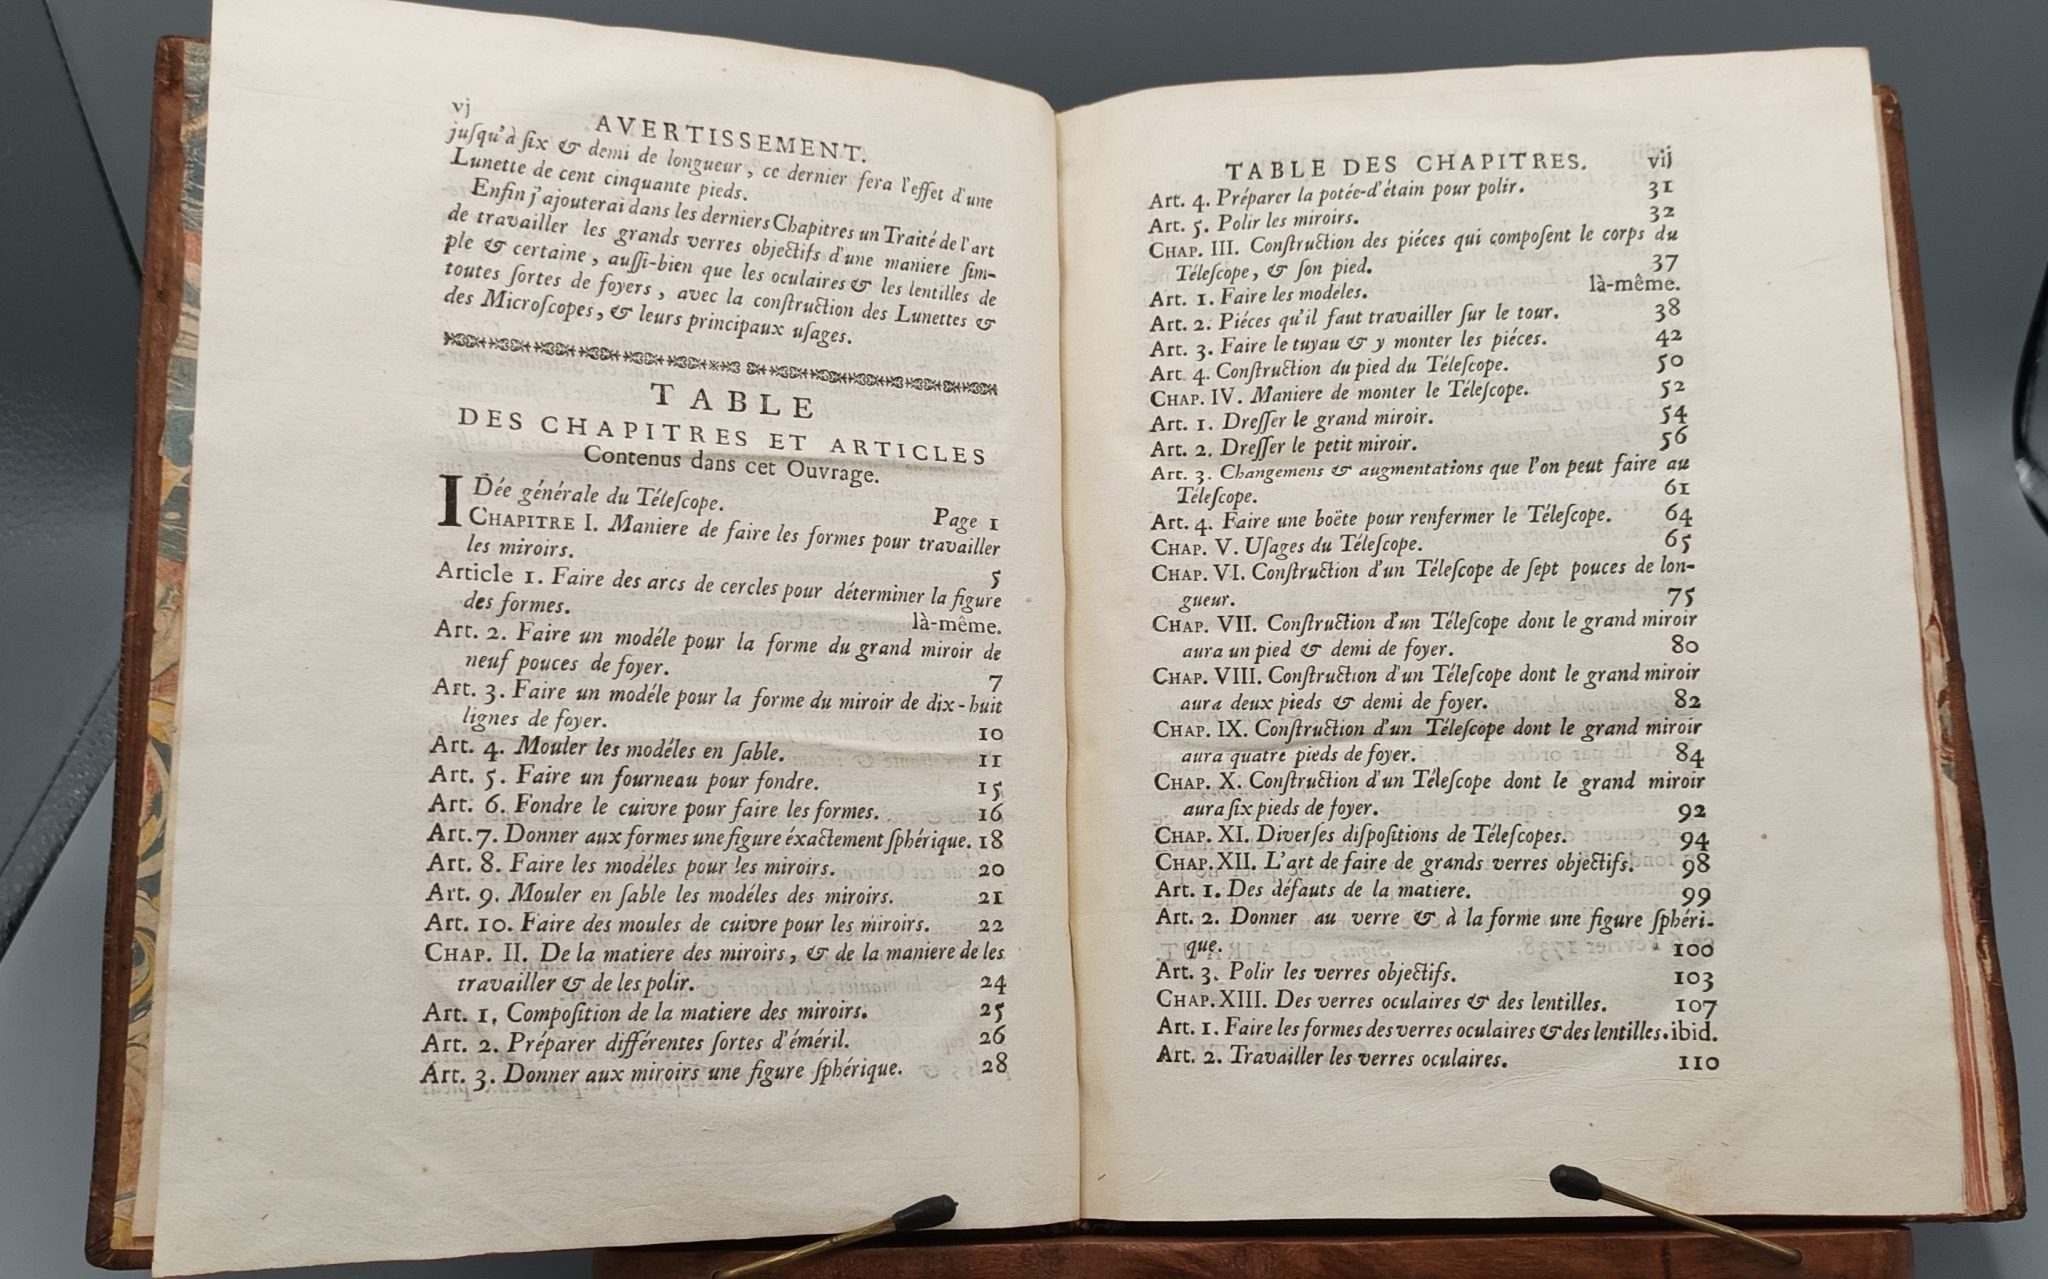 vj
AVERTISSEMENT.
juſqu'à ſix & demi de longueur, ce dernier fera l'effet d'une
Lunette de cent cinquante pieds.
Enfin j'ajouterai dans les derniers Chapitres un Traité de l'art
de travailler les grands verres objectifs d'une maniere ſim-
ple & certaine, auſſi-bien que les oculaires & les lentilles de
toutes ſortes de foyers, avec la conſtruction des Lunettes &
des Microſcopes, & leurs principaux uſages.
TABLE
DES CHAPITRES ET ARTICLES
Contenus dans cet Ouvrage.
IDée générale du Téleſcope. Page 1
CHAPITRE I. Maniere de faire les formes pour travailler
les miroirs. 5
Article 1. Faire des arcs de cercles pour déterminer la figure
des formes. là-même.
Art. 2. Faire un modéle pour la forme du grand miroir de
neuf pouces de foyer. 7
Art. 3. Faire un modéle pour la forme du miroir de dix-huit
lignes de foyer. 10
Art. 4. Mouler les modéles en ſable. 11
Art. 5. Faire un fourneau pour fondre. 15
Art. 6. Fondre le cuivre pour faire les formes. 16
Art. 7. Donner aux formes une figure éxactement ſphérique. 18
Art. 8. Faire les modéles pour les miroirs. 20
Art. 9. Mouler en ſable les modéles des miroirs. 21
Art. 10. Faire des moules de cuivre pour les miroirs. 22
CHAP. II. De la matiere des miroirs, & de la maniere de les
travailler & de les polir. 24
Art. 1. Compoſition de la matiere des miroirs. 25
Art. 2. Préparer différentes ſortes d'éméril. 26
Art. 3. Donner aux miroirs une figure ſphérique. 28
TABLE DES CHAPITRES. vij
Art. 4. Préparer la potée-d'étain pour polir. 31
Art. 5. Polir les miroirs. 32
CHAP. III. Conſtruction des piéces qui compoſent le corps du
Téleſcope, & ſon pied. 37
Art. 1. Faire les modeles. là-même.
Art. 2. Piéces qu'il faut travailler ſur le tour. 38
Art. 3. Faire le tuyau & y monter les piéces. 42
Art. 4. Conſtruction du pied du Téleſcope. 50
CHAP. IV. Maniere de monter le Téleſcope. 52
Art. 1. Dreſſer le grand miroir. 54
Art. 2. Dreſſer le petit miroir. 56
Art. 3. Changemens & augmentations que l'on peut faire au
Téleſcope. 61
Art. 4. Faire une boëte pour renfermer le Téleſcope. 64
CHAP. V. Uſages du Téleſcope. 65
CHAP. VI. Conſtruction d'un Téleſcope de ſept pouces de lon-
gueur. 75
CHAP. VII. Conſtruction d'un Téleſcope dont le grand miroir
aura un pied & demi de foyer. 80
CHAP. VIII. Conſtruction d'un Téleſcope dont le grand miroir
aura deux pieds & demi de foyer. 82
CHAP. IX. Conſtruction d'un Téleſcope dont le grand miroir
aura quatre pieds de foyer. 84
CHAP. X. Conſtruction d'un Téleſcope dont le grand miroir
aura ſix pieds de foyer. 92
CHAP. XI. Diverſes diſpoſitions de Téleſcopes. 94
CHAP. XII. L'art de faire de grands verres objectifs. 98
Art. 1. Des défauts de la matiere. 99
Art. 2. Donner au verre & à la forme une figure ſphéri-
que. 100
Art. 3. Polir les verres objectifs. 103
CHAP. XIII. Des verres oculaires & des lentilles. 107
Art. 1. Faire les formes des verres oculaires & des lentilles. ibid.
Art. 2. Travailler les verres oculaires. 110